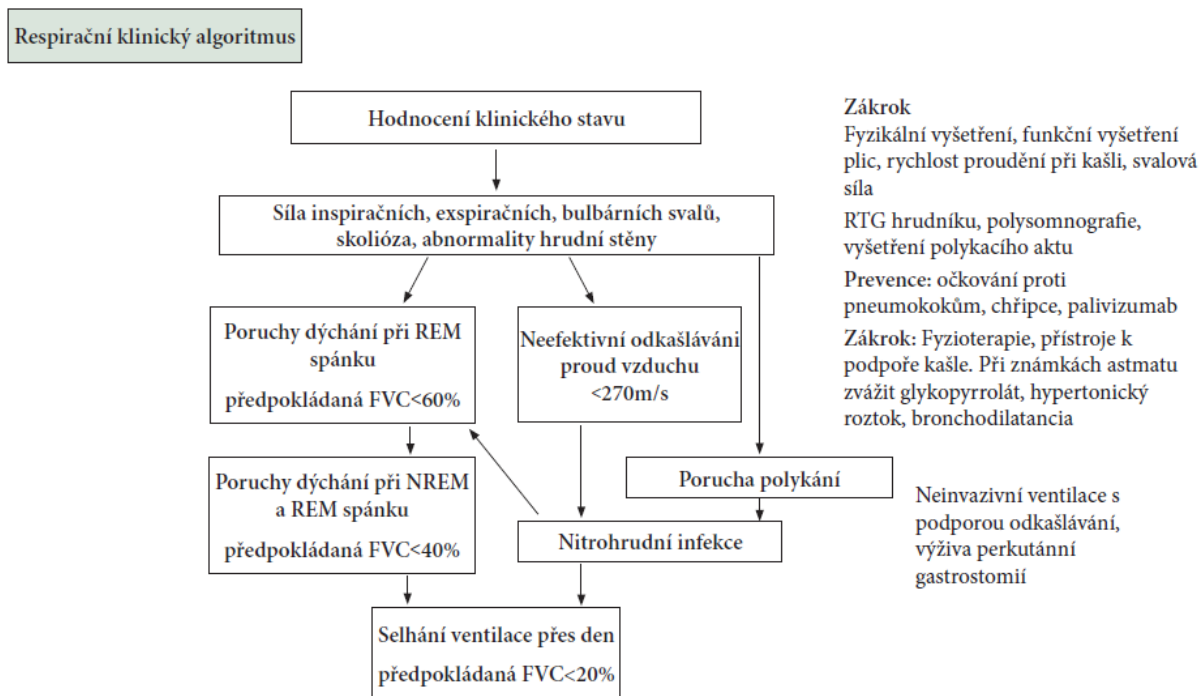 Respirační klinický algoritmus
Hodnocení klinického stavu
Síla inspiračních, exspiračních, bulbárních svalů,
skolióza, abnormality hrudní stěny
Poruchy dýchání při REM
spánku
předpokládaná FVC<60%
Neefektivní odkašláváni
proud vzduchu
<270m/s
Poruchy dýchání při NREM
a REM spánku
předpokládaná FVC<40%
Porucha polykání
Nitrohrudní infekce
Selhání ventilace přes den
předpokládaná FVC<20%
Zákrok
Fyzikální vyšetření, funkční vyšetření
plic, rychlost proudění při kašli, svalová
síla
RTG hrudníku, polysomnografie,
vyšetření polykacího aktu
Prevence: očkování proti
pneumokokům, chřipce, palivizumab
Zákrok: Fyzioterapie, přístroje k
podpoře kašle. Při známkách astmatu
zvážit glykopyrrolát, hypertonický
roztok, bronchodilatancia
Neinvazivní ventilace s
podporou odkašlávání,
výživa perkutánní
gastrostomií